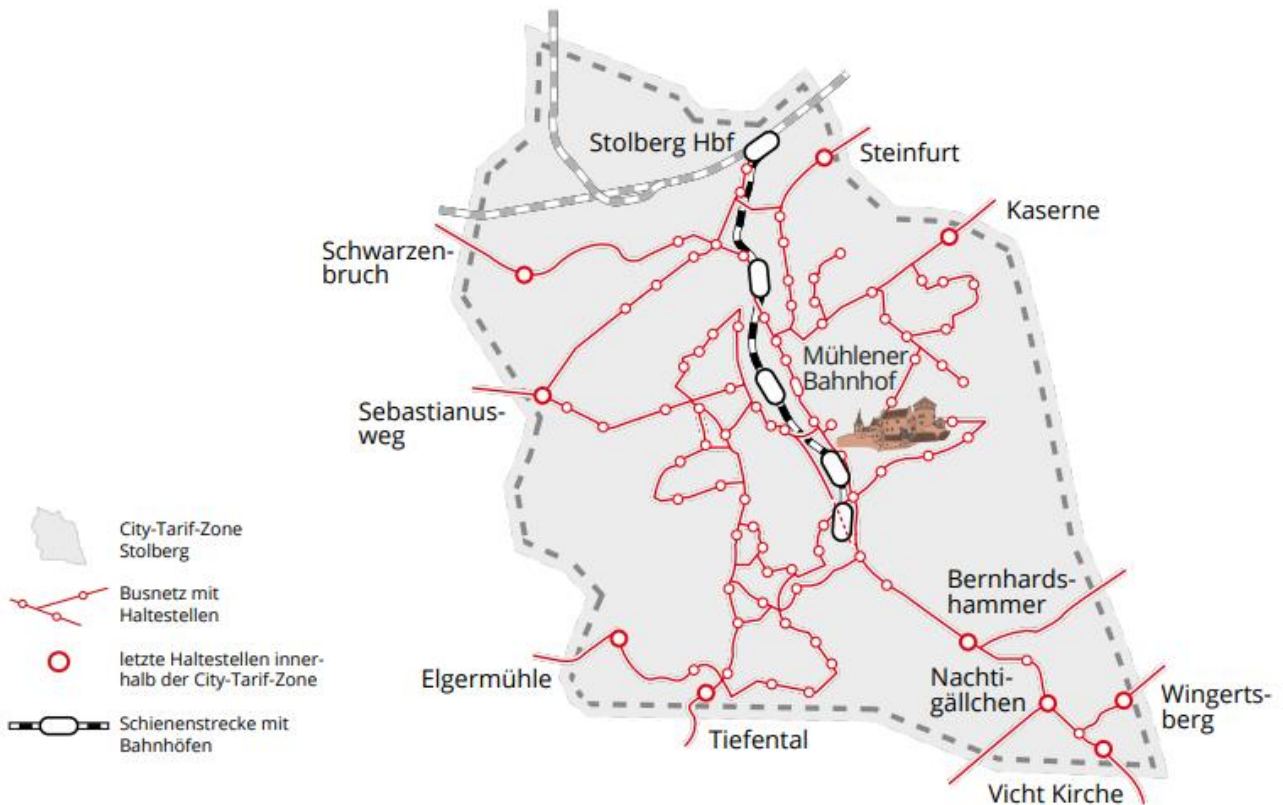 Stolberg Hbf
Steinfurt
Kaserne
Schwarzen-
bruch
Mühlener
Bahnhof
Sebastianus-
weg
City-Tarif-Zone
Stolberg
Busnetz mit
Haltestellen
letzte Haltestellen inner-
halb der City-Tarif-Zone
Schienenstrecke mit
Bahnhöfen
Bernhards-
hammer
Elgermühle
Nachti-
gällchen
Wingerts-
berg
Tiefental
Vicht Kirche